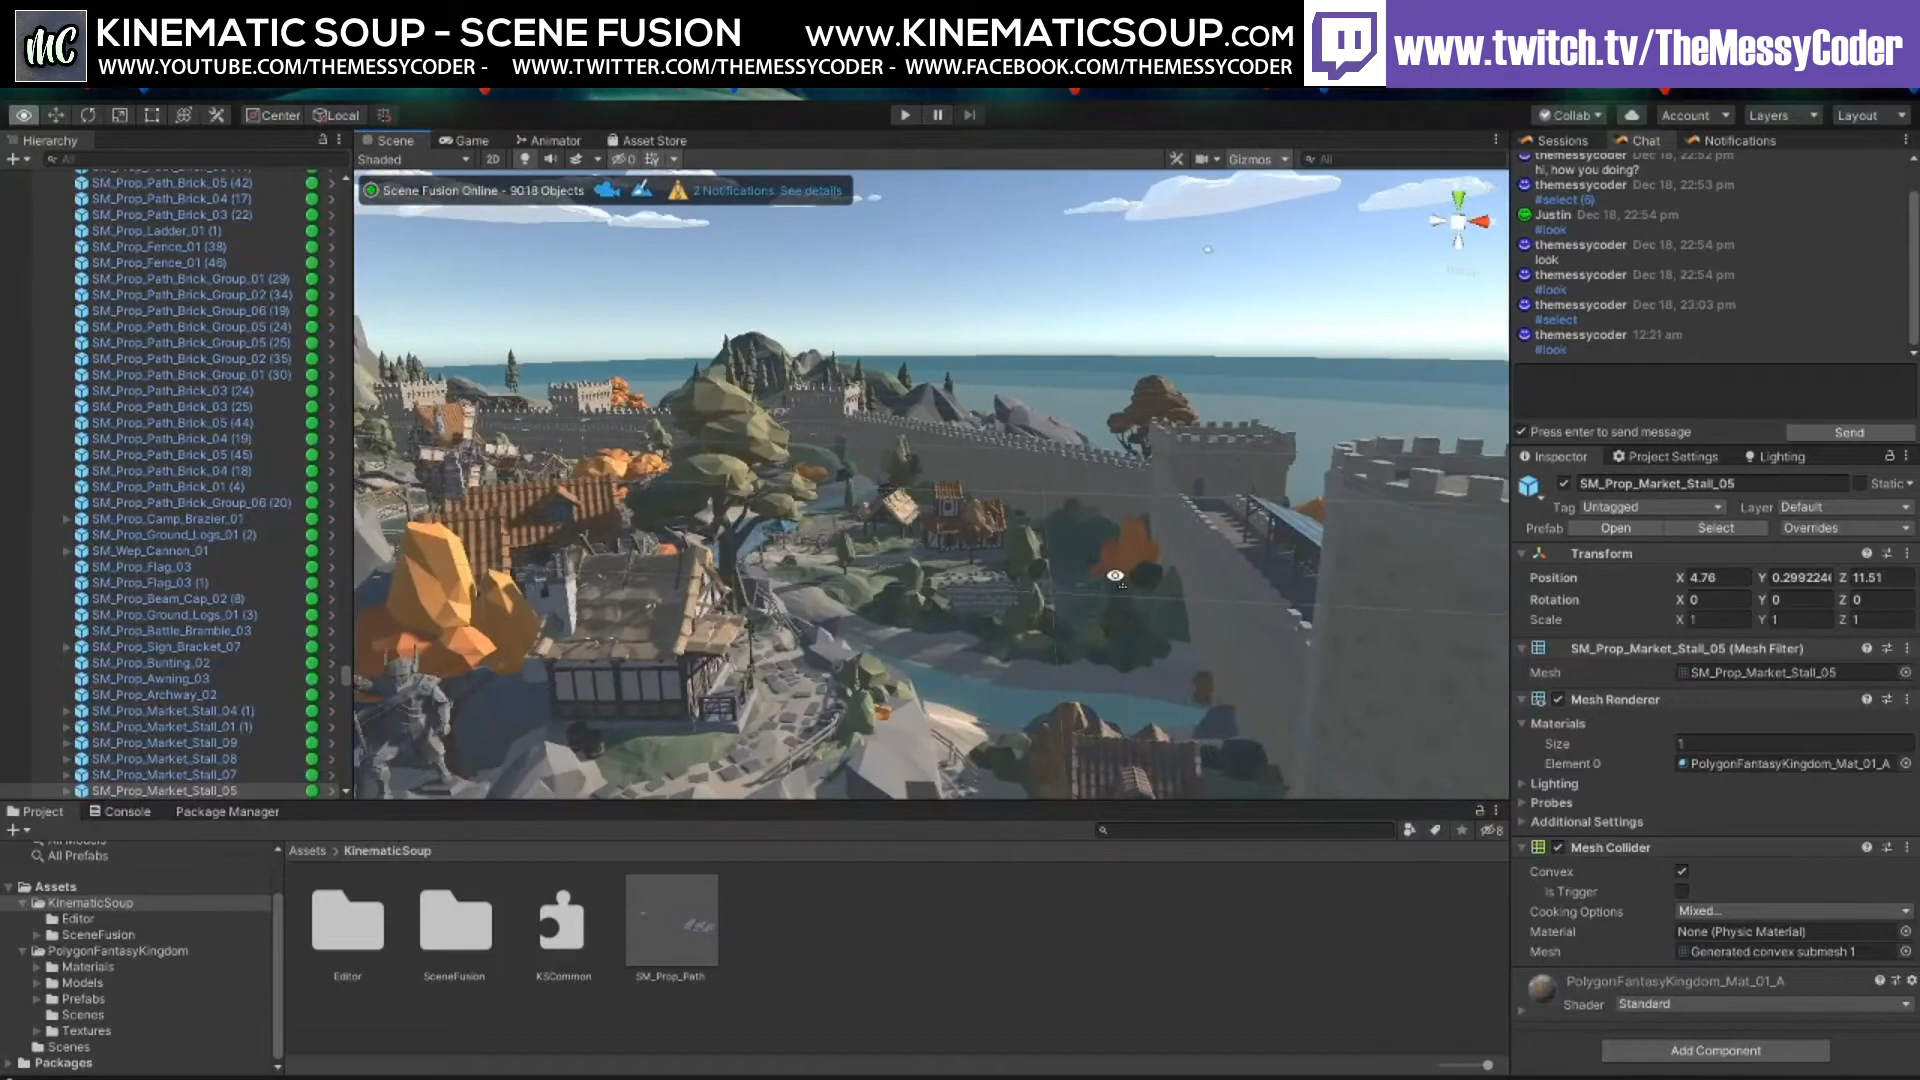 MC
KINEMATIC SOUP - SCENE FUSION
www.KINEMATICSOUP.com
WWW.YOUTUBE.COM/THEMESSYCODER - WWW.TWITTER.COM/THEMESSYCODER - WWW.FACEBOOK.COM/THEMESSYCODER
www.twitch.tv/TheMessyCoder
Center
Local
Collab
Account
Layers
Layout
Hierarchy
All
SM_Prop_Path_Brick_05 (42)
SM_Prop_Path_Brick_04 (17)
SM_Prop_Path_Brick_03 (22)
SM_Prop_Ladder_01 (1)
SM_Prop_Fence_01 (38)
SM_Prop_Fence_01 (46)
SM_Prop_Path_Brick_Group_01 (29)
SM_Prop_Path_Brick_Group_02 (34)
SM_Prop_Path_Brick_Group_06 (19)
SM_Prop_Path_Brick_Group_05 (24)
SM_Prop_Path_Brick_Group_05 (25)
SM_Prop_Path_Brick_Group_02 (35)
SM_Prop_Path_Brick_Group_01 (30)
SM_Prop_Path_Brick_03 (24)
SM_Prop_Path_Brick_03 (25)
SM_Prop_Path_Brick_05 (44)
SM_Prop_Path_Brick_04 (19)
SM_Prop_Path_Brick_05 (45)
SM_Prop_Path_Brick_04 (18)
SM_Prop_Path_Brick_01 (4)
SM_Prop_Path_Brick_Group_06 (20)
SM_Prop_Camp_Brazier_01
SM_Prop_Ground_Logs_01 (2)
SM_Wep_Cannon_01
SM_Prop_Flag_03
SM_Prop_Flag_03 (1)
SM_Prop_Beam_Cap_02 (8)
SM_Prop_Ground_Logs_01 (3)
SM_Prop_Battle_Bramble_03
SM_Prop_Sign_Bracket_07
SM_Prop_Bunting_02
SM_Prop_Awning_03
SM_Prop_Archway_02
SM_Prop_Market_Stall_04 (1)
SM_Prop_Market_Stall_01 (1)
SM_Prop_Market_Stall_09
SM_Prop_Market_Stall_08
SM_Prop_Market_Stall_07
SM_Prop_Market_Stall_05
Scene
Game
Animator
Asset Store
Shaded
2D
0
Gizmos
All
Scene Fusion Online - 9018 Objects
2 Notifications See details
Sessions
Chat
Notifications
themessycoder Dec 18, 22:52 pm
hi, how you doing?
themessycoder Dec 18, 22:53 pm
#select (6)
Justin Dec 18, 22:54 pm
#look
themessycoder Dec 18, 22:54 pm
look
themessycoder Dec 18, 22:54 pm
#look
themessycoder Dec 18, 23:03 pm
#select
themessycoder 12:21 am
#look
Press enter to send message
Send
Inspector
Project Settings
Lighting
SM_Prop_Market_Stall_05
Static
Tag Untagged
Layer Default
Prefab Open Select Overrides
Transform
Position X 4.76 Y 0.299224 Z 11.51
Rotation X 0 Y 0 Z 0
Scale X 1 Y 1 Z 1
SM_Prop_Market_Stall_05 (Mesh Filter)
Mesh SM_Prop_Market_Stall_05
Mesh Renderer
Materials
Size 1
Element 0 PolygonFantasyKingdom_Mat_01_A
Lighting
Probes
Additional Settings
Mesh Collider
Convex
Is Trigger
Cooking Options Mixed...
Material None (Physic Material)
Mesh Generated convex submesh 1
PolygonFantasyKingdom_Mat_01_A
Shader Standard
Add Component
Project
Console
Package Manager
8
All Models
All Prefabs
Assets
KinematicSoup
Editor
SceneFusion
PolygonFantasyKingdom
Materials
Models
Prefabs
Scenes
Textures
Scenes
Packages
Assets > KinematicSoup
Editor
SceneFusion
KSCommon
SM_Prop_Path